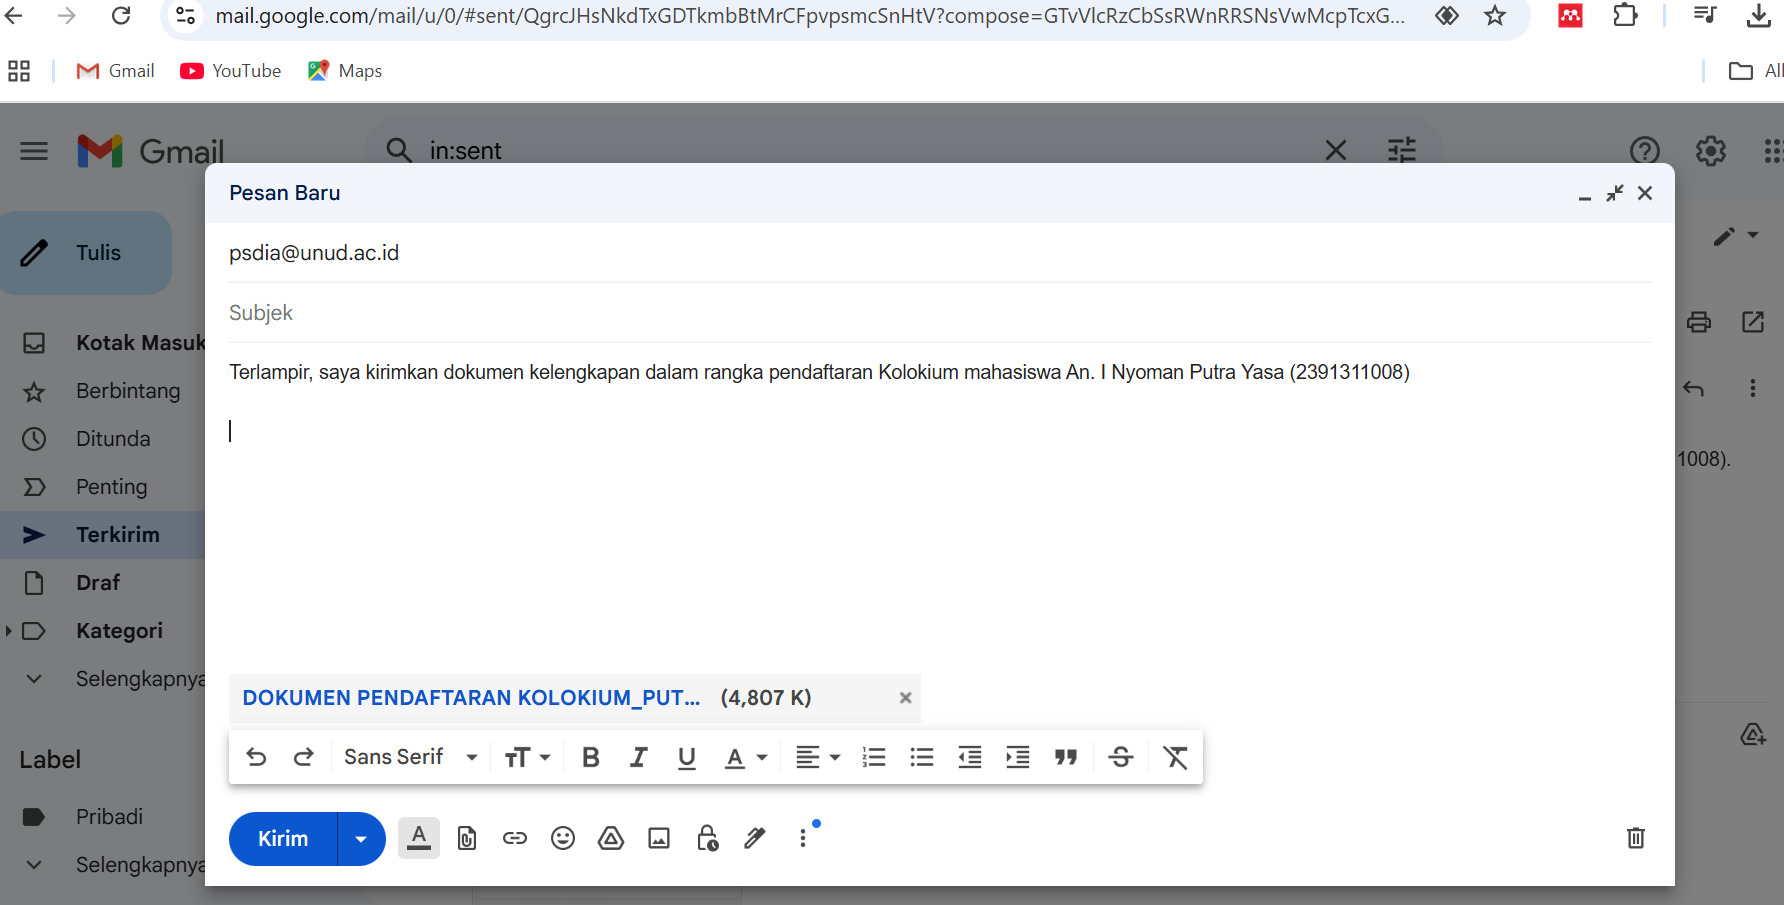 mail.google.com/mail/u/0/#sent/QgrcJHsNkdTxGDTkmbBtMrCFpvpsmcSnHtV?compose=GTvVlcRzCbSsRWnRRSNsVwMcpTcxG...
Gmail YouTube Maps All
Gmail in:sent
Pesan Baru
Tulis
psdia@unud.ac.id
Subjek
Kotak Masuk
Terlampir, saya kirimkan dokumen kelengkapan dalam rangka pendaftaran Kolokium mahasiswa An. I Nyoman Putra Yasa (2391311008)
Berbintang
Ditunda
1008).
Penting
Terkirim
Draf
Kategori
Selengkapnya
DOKUMEN PENDAFTARAN KOLOKIUM_PUT... (4,807 K)
Label
Sans Serif
Pribadi
Kirim
Selengkapnya